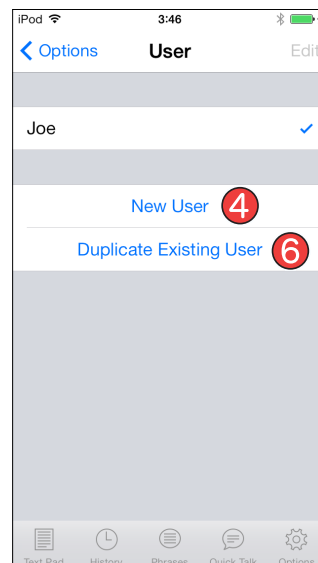 iPod 3:46
Options User Edit
Joe
New User 4
Duplicate Existing User 6
Text Pad History Phrases Quick Talk Options